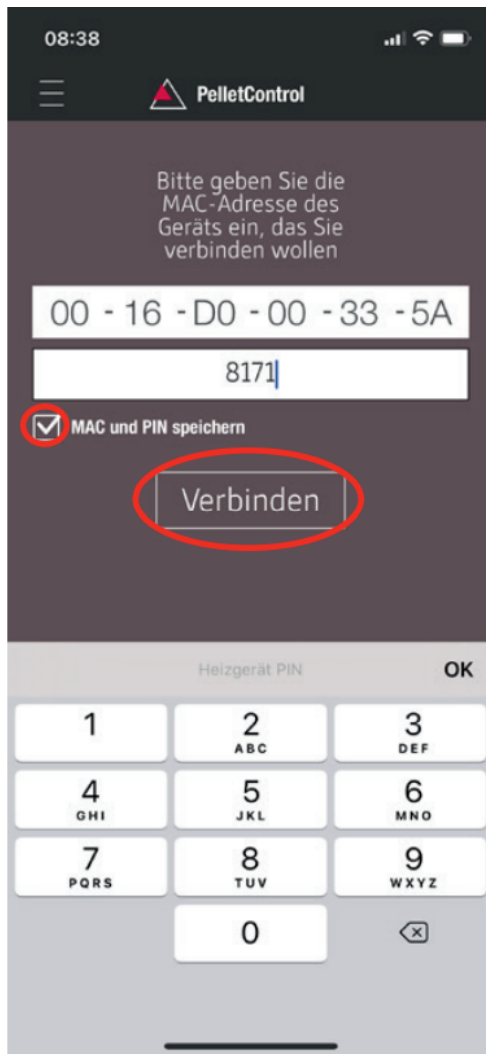 08:38
PelletControl
Bitte geben Sie die
MAC-Adresse des
Geräts ein, das Sie
verbinden wollen
00 - 16 - D0 - 00 - 33 - 5A
8171
MAC und PIN speichern
Verbinden
Heizgerät PIN
OK
1
2
ABC
3
DEF
4
GHI
5
JKL
6
MNO
7
PQRS
8
TUV
9
WXYZ
0